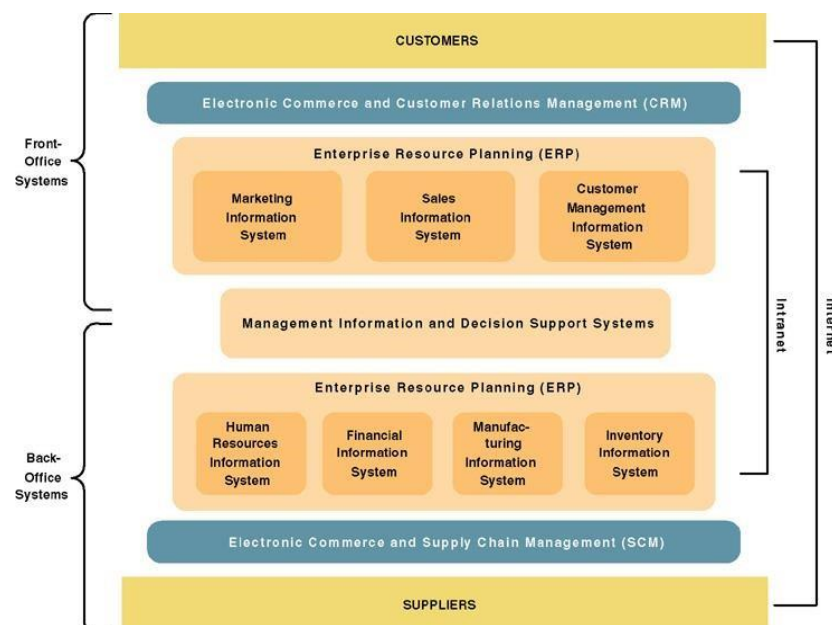 CUSTOMERS
Electronic Commerce and Customer Relations Management (CRM)
Front-
Office
Systems
Enterprise Resource Planning (ERP)
Marketing
Information
System
Sales
Information
System
Customer
Management
Information
System
Management Information and Decision Support Systems
Intranet
Internet
Enterprise Resource Planning (ERP)
Human
Resources
Information
System
Financial
Information
System
Manufac-
turing
Information
System
Inventory
Information
System
Back-
Office
Systems
Electronic Commerce and Supply Chain Management (SCM)
SUPPLIERS